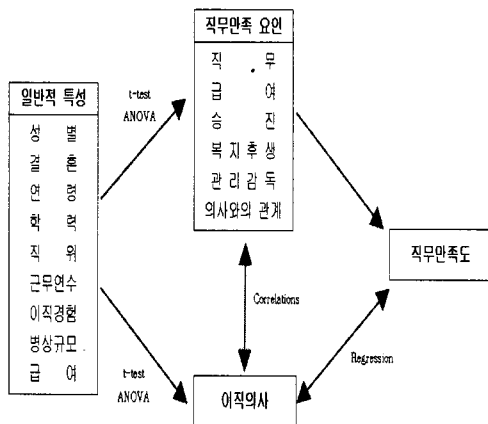 직무만족 요인
직 무
급 여
승 진
복 지 후 생
관 리 감 독
의사와의 관계
일반적 특성
성 별
결 혼
연 령
학 력
직 위
근무연수
이직경험
병상규모
급 여
t-test
ANOVA
t-test
ANOVA
Correlations
이직의사
Regression
직무만족도